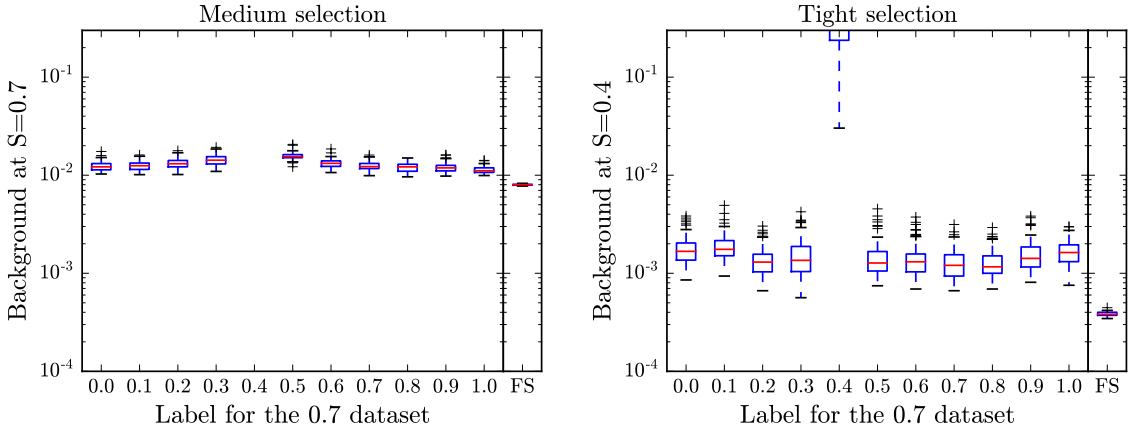 Medium selection
Background at S=0.7
10⁻¹
10⁻²
10⁻³
10⁻⁴
0.0 0.1 0.2 0.3 0.4 0.5 0.6 0.7 0.8 0.9 1.0 FS
Label for the 0.7 dataset
Tight selection
Background at S=0.4
10⁻¹
10⁻²
10⁻³
10⁻⁴
0.0 0.1 0.2 0.3 0.4 0.5 0.6 0.7 0.8 0.9 1.0 FS
Label for the 0.7 dataset